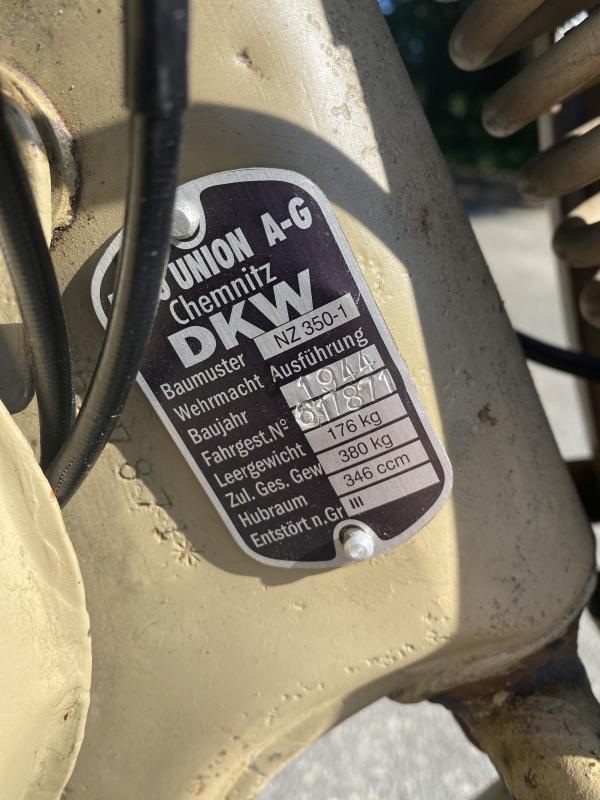 UNION A-G
Chemnitz
DKW
Baumuster NZ 350-1
Wehrmacht Ausführung
Baujahr 1944
Fahrgest.Nº 617871
Leergewicht 176 kg
Zul. Ges. Gew 380 kg
Hubraum 346 ccm
Entstört n.Gr III